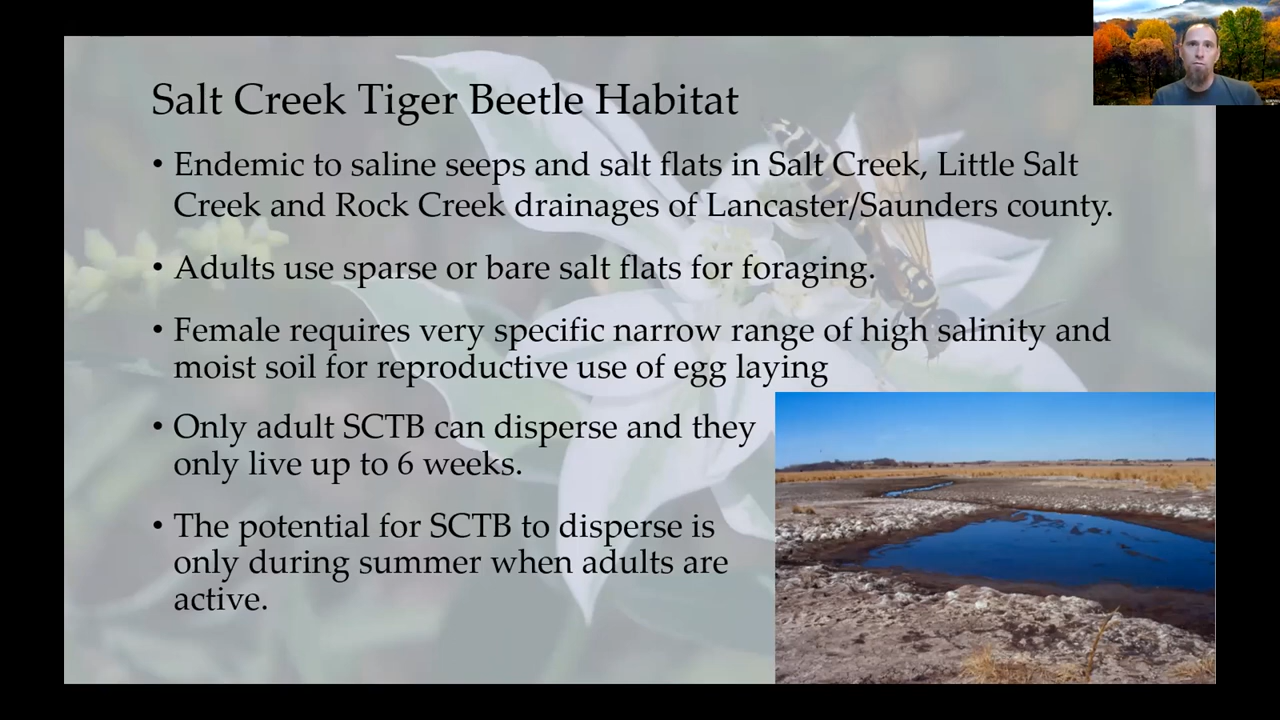 Salt Creek Tiger Beetle Habitat
• Endemic to saline seeps and salt flats in Salt Creek, Little Salt
Creek and Rock Creek drainages of Lancaster/Saunders county.
• Adults use sparse or bare salt flats for foraging.
• Female requires very specific narrow range of high salinity and
moist soil for reproductive use of egg laying
• Only adult SCTB can disperse and they
only live up to 6 weeks.
• The potential for SCTB to disperse is
only during summer when adults are
active.